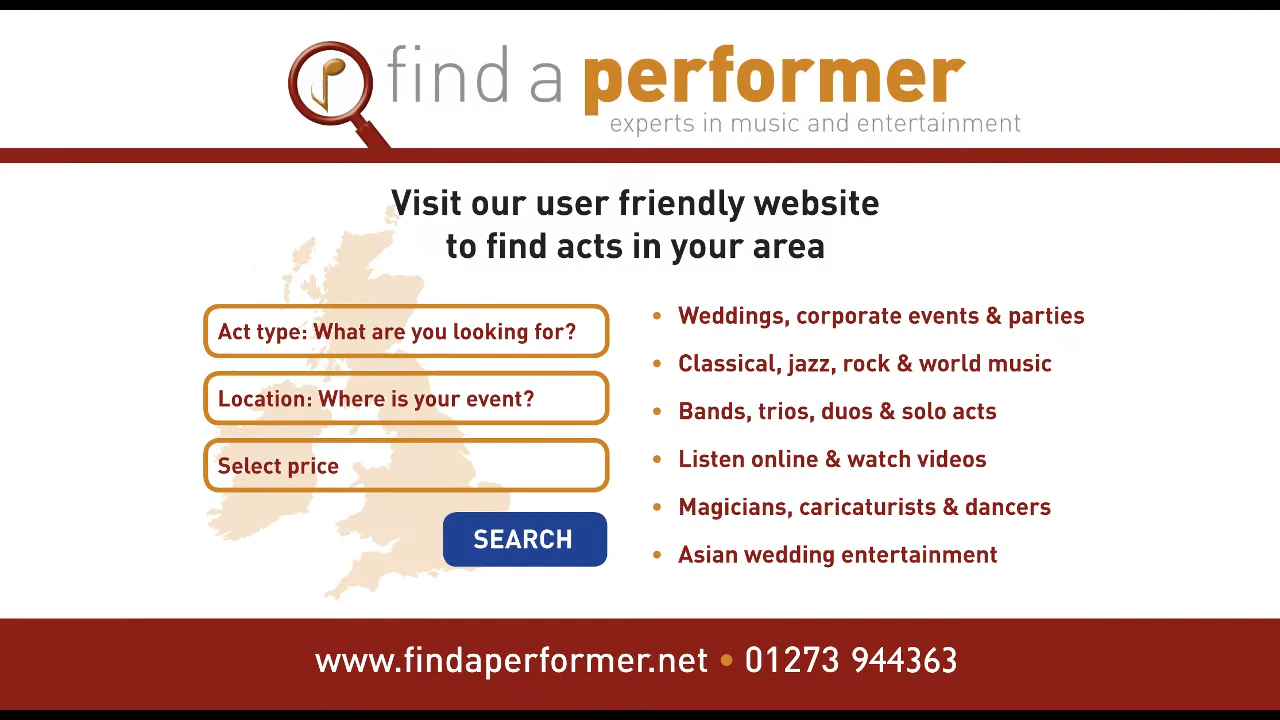 find a performer
experts in music and entertainment
Visit our user friendly website
to find acts in your area
Act type: What are you looking for?
Location: Where is your event?
Select price
SEARCH
• Weddings, corporate events & parties
• Classical, jazz, rock & world music
• Bands, trios, duos & solo acts
• Listen online & watch videos
• Magicians, caricaturists & dancers
• Asian wedding entertainment
www.findaperformer.net • 01273 944363